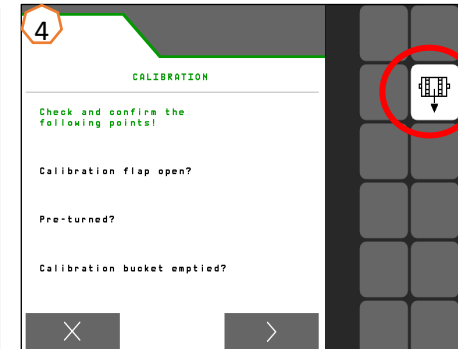 4
CALIBRATION
Check and confirm the
following points!
Calibration flap open?
Pre-turned?
Calibration bucket emptied?